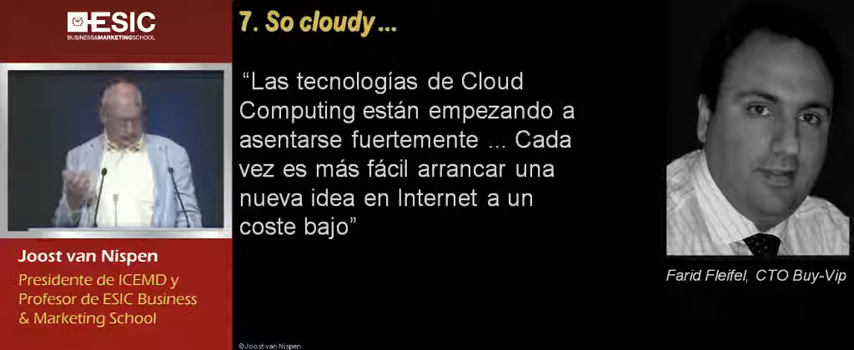 ESIC
BUSINESS&MARKETINGSCHOOL
Joost van Nispen
Presidente de ICEMD y
Profesor de ESIC Business
& Marketing School
7. So cloudy ...
“Las tecnologías de Cloud
Computing están empezando a
asentarse fuertemente ... Cada
vez es más fácil arrancar una
nueva idea en Internet a un
coste bajo”
Farid Fleifel, CTO Buy-Vip
©Joost van Nispen